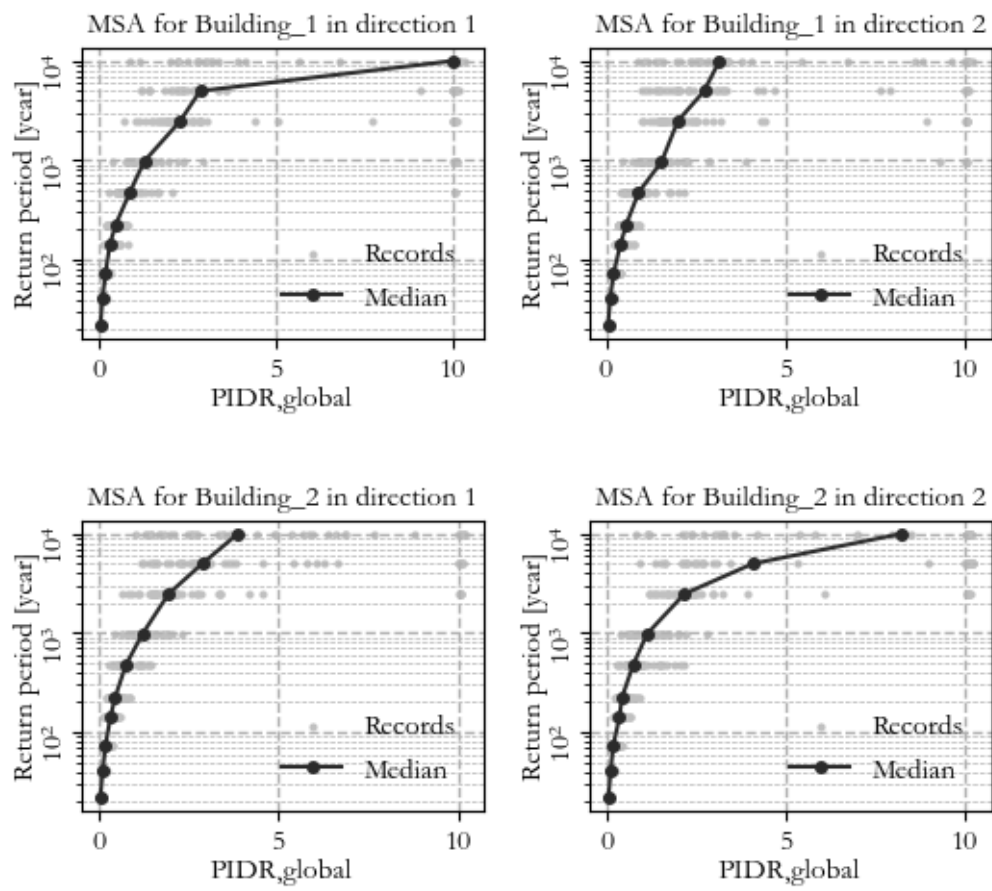 MSA for Building_1 in direction 1
Return period [year]
10⁴
10³
10²
Records
Median
0 5 10
PIDR,global
MSA for Building_1 in direction 2
Return period [year]
10⁴
10³
10²
Records
Median
0 5 10
PIDR,global
MSA for Building_2 in direction 1
Return period [year]
10⁴
10³
10²
Records
Median
0 5 10
PIDR,global
MSA for Building_2 in direction 2
Return period [year]
10⁴
10³
10²
Records
Median
0 5 10
PIDR,global